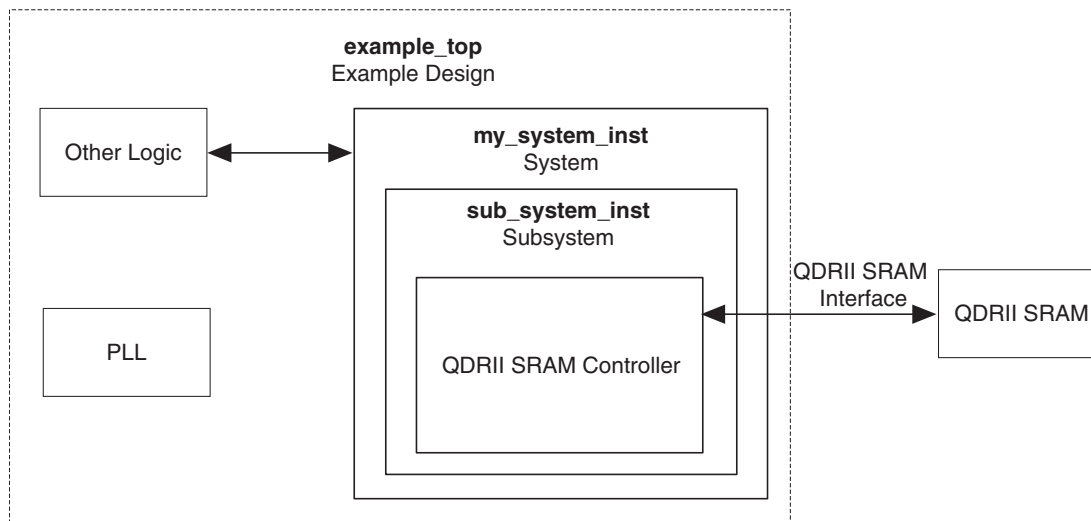 example_top
Example Design
Other Logic
my_system_inst
System
sub_system_inst
Subsystem
QDRII SRAM
Interface
QDRII SRAM
PLL
QDRII SRAM Controller